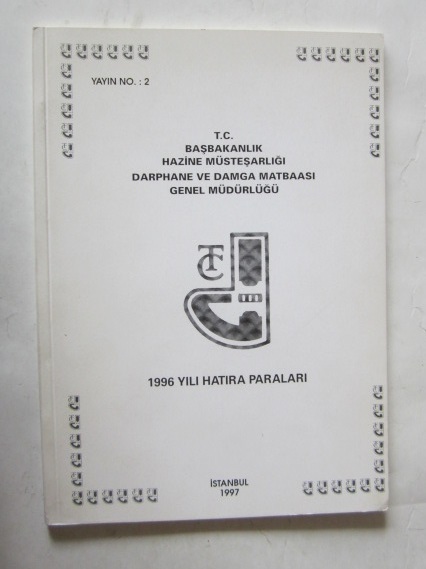 YAYIN NO. : 2
T.C.
BAŞBAKANLIK
HAZİNE MÜSTEŞARLIĞI
DARPHANE VE DAMGA MATBAASI
GENEL MÜDÜRLÜĞÜ
TC
1996 YILI HATIRA PARALARI
İSTANBUL
1997